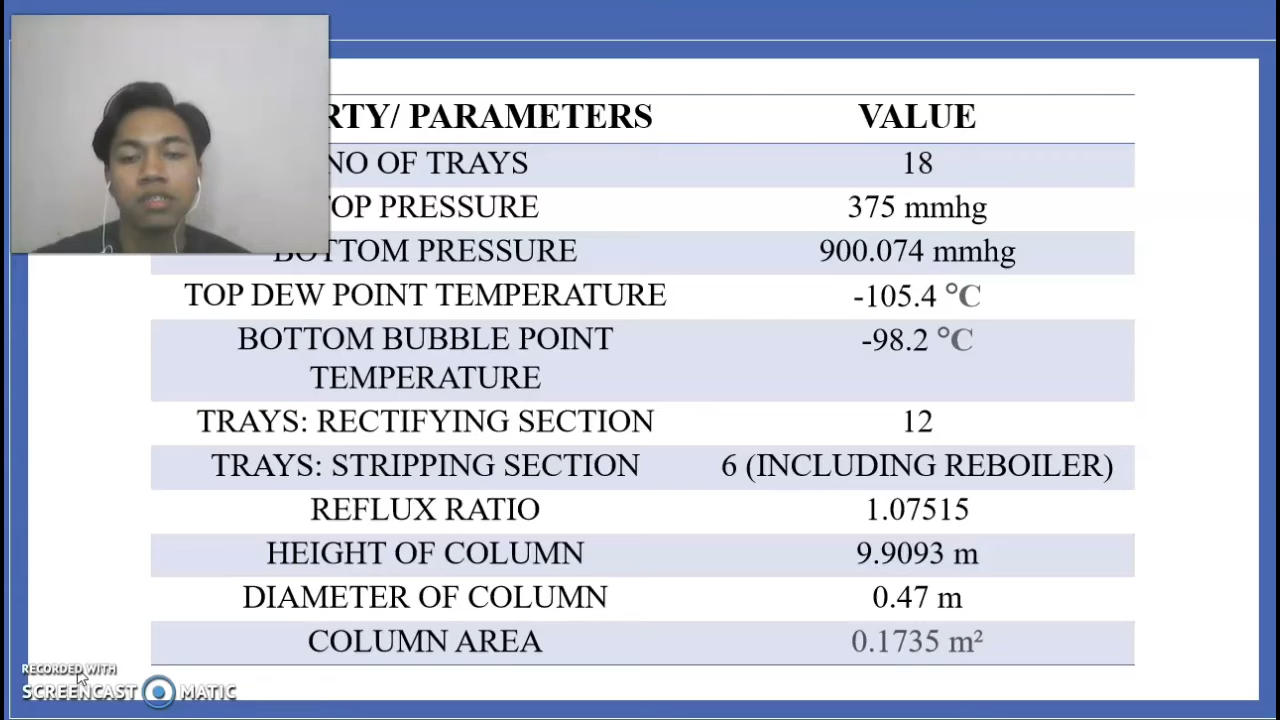 RTY/ PARAMETERS VALUE
NO OF TRAYS 18
TOP PRESSURE 375 mmhg
BOTTOM PRESSURE 900.074 mmhg
TOP DEW POINT TEMPERATURE -105.4 °C
BOTTOM BUBBLE POINT -98.2 °C
TEMPERATURE
TRAYS: RECTIFYING SECTION 12
TRAYS: STRIPPING SECTION 6 (INCLUDING REBOILER)
REFLUX RATIO 1.07515
HEIGHT OF COLUMN 9.9093 m
DIAMETER OF COLUMN 0.47 m
COLUMN AREA 0.1735 m²
RECORDED WITH
SCREENCAST MATIC